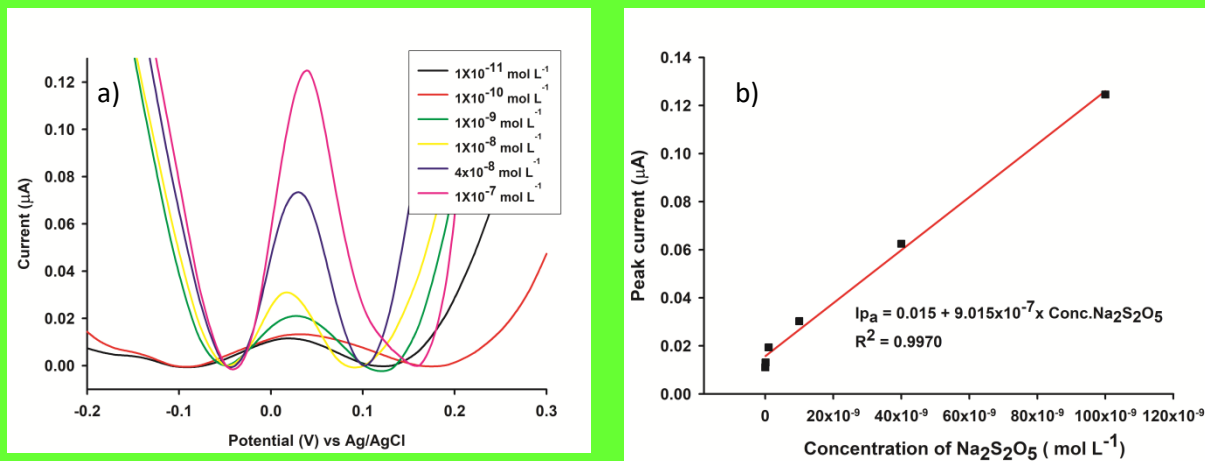 a)
Current (µA)
0.12
0.10
0.08
0.06
0.04
0.02
0.00
-0.2 -0.1 0.0 0.1 0.2 0.3
Potential (V) vs Ag/AgCl
1X10⁻¹¹ mol L⁻¹
1X10⁻¹⁰ mol L⁻¹
1X10⁻⁹ mol L⁻¹
1X10⁻⁸ mol L⁻¹
4x10⁻⁸ mol L⁻¹
1X10⁻⁷ mol L⁻¹
b)
Peak current (µA)
0.14
0.12
0.10
0.08
0.06
0.04
0.02
0.00
Ipₐ = 0.015 + 9.015x10⁻⁷x Conc.Na₂S₂O₅
R² = 0.9970
0 20x10⁻⁹ 40x10⁻⁹ 60x10⁻⁹ 80x10⁻⁹ 100x10⁻⁹ 120x10⁻⁹
Concentration of Na₂S₂O₅ ( mol L⁻¹)